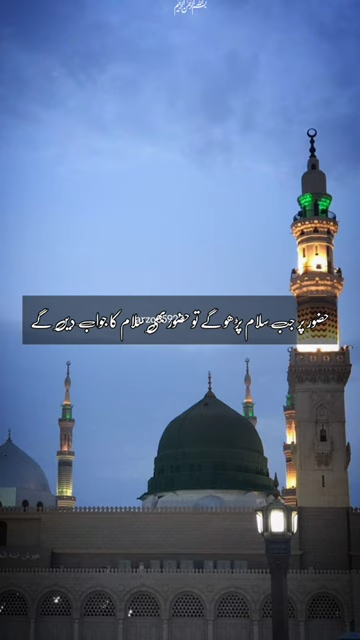 حضور پر جب سلام پڑھو گے تو حضور بھی سلام کا جواب دیں گے